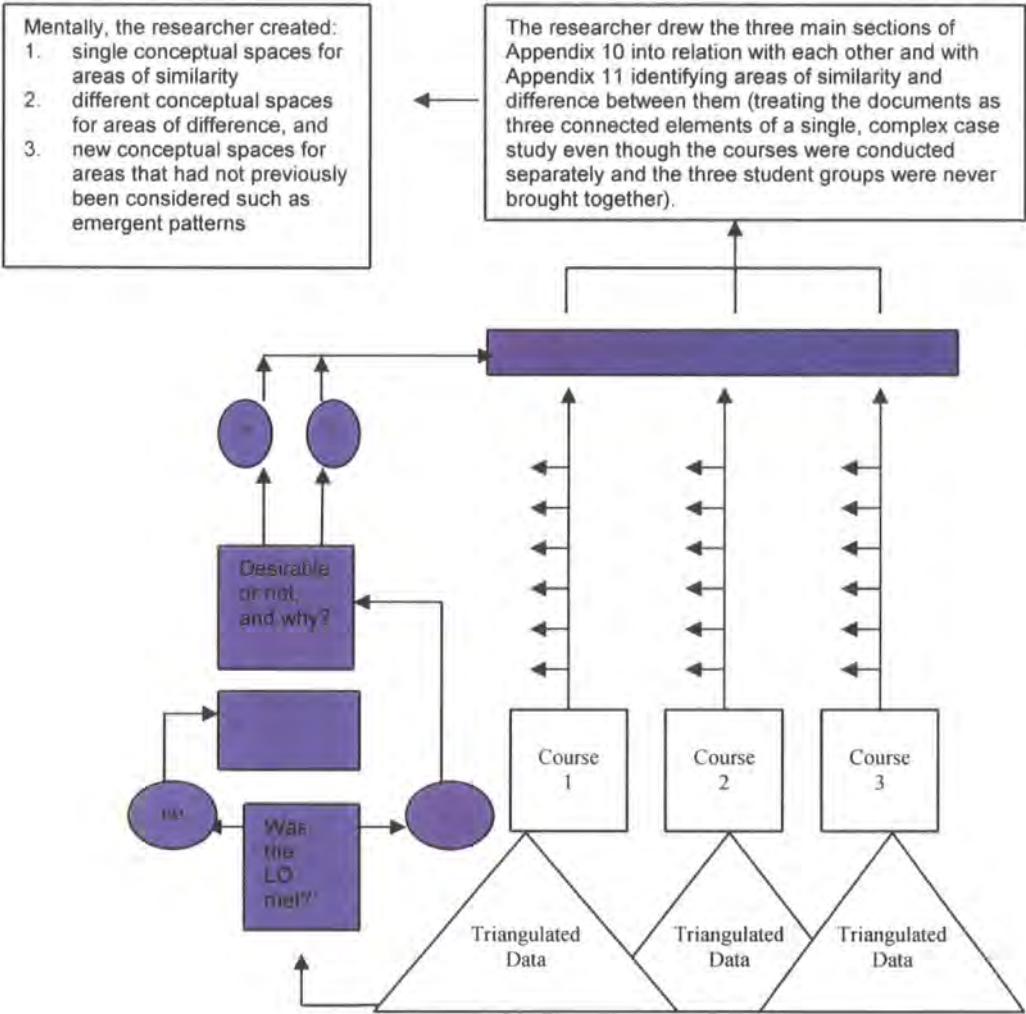 Mentally, the researcher created:
1. single conceptual spaces for
areas of similarity
2. different conceptual spaces
for areas of difference, and
3. new conceptual spaces for
areas that had not previously
been considered such as
emergent patterns
The researcher drew the three main sections of
Appendix 10 into relation with each other and with
Appendix 11 identifying areas of similarity and
difference between them (treating the documents as
three connected elements of a single, complex case
study even though the courses were conducted
separately and the three student groups were never
brought together).
Desirable
or not,
and why?
Was
the
LO
met?
Course
1
Course
2
Course
3
Triangulated
Data
Triangulated
Data
Triangulated
Data